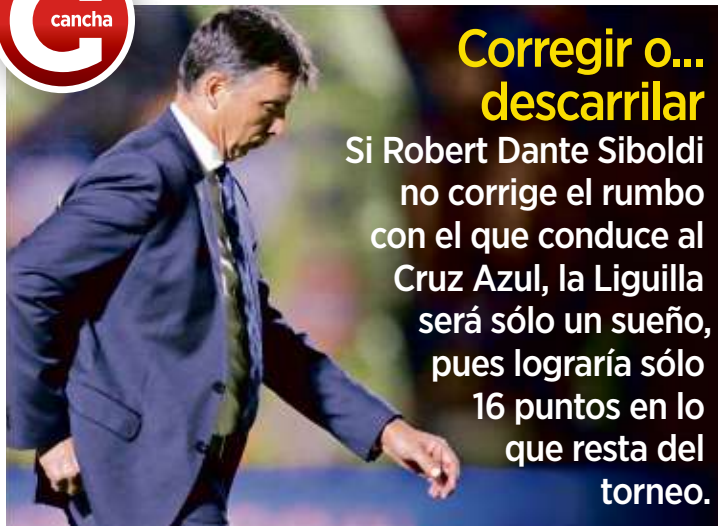 cancha
Corregir o...
descarrilar
Si Robert Dante Siboldi
no corrige el rumbo
con el que conduce al
Cruz Azul, la Liguilla
será sólo un sueño,
pues lograría sólo
16 puntos en lo
que resta del
torneo.